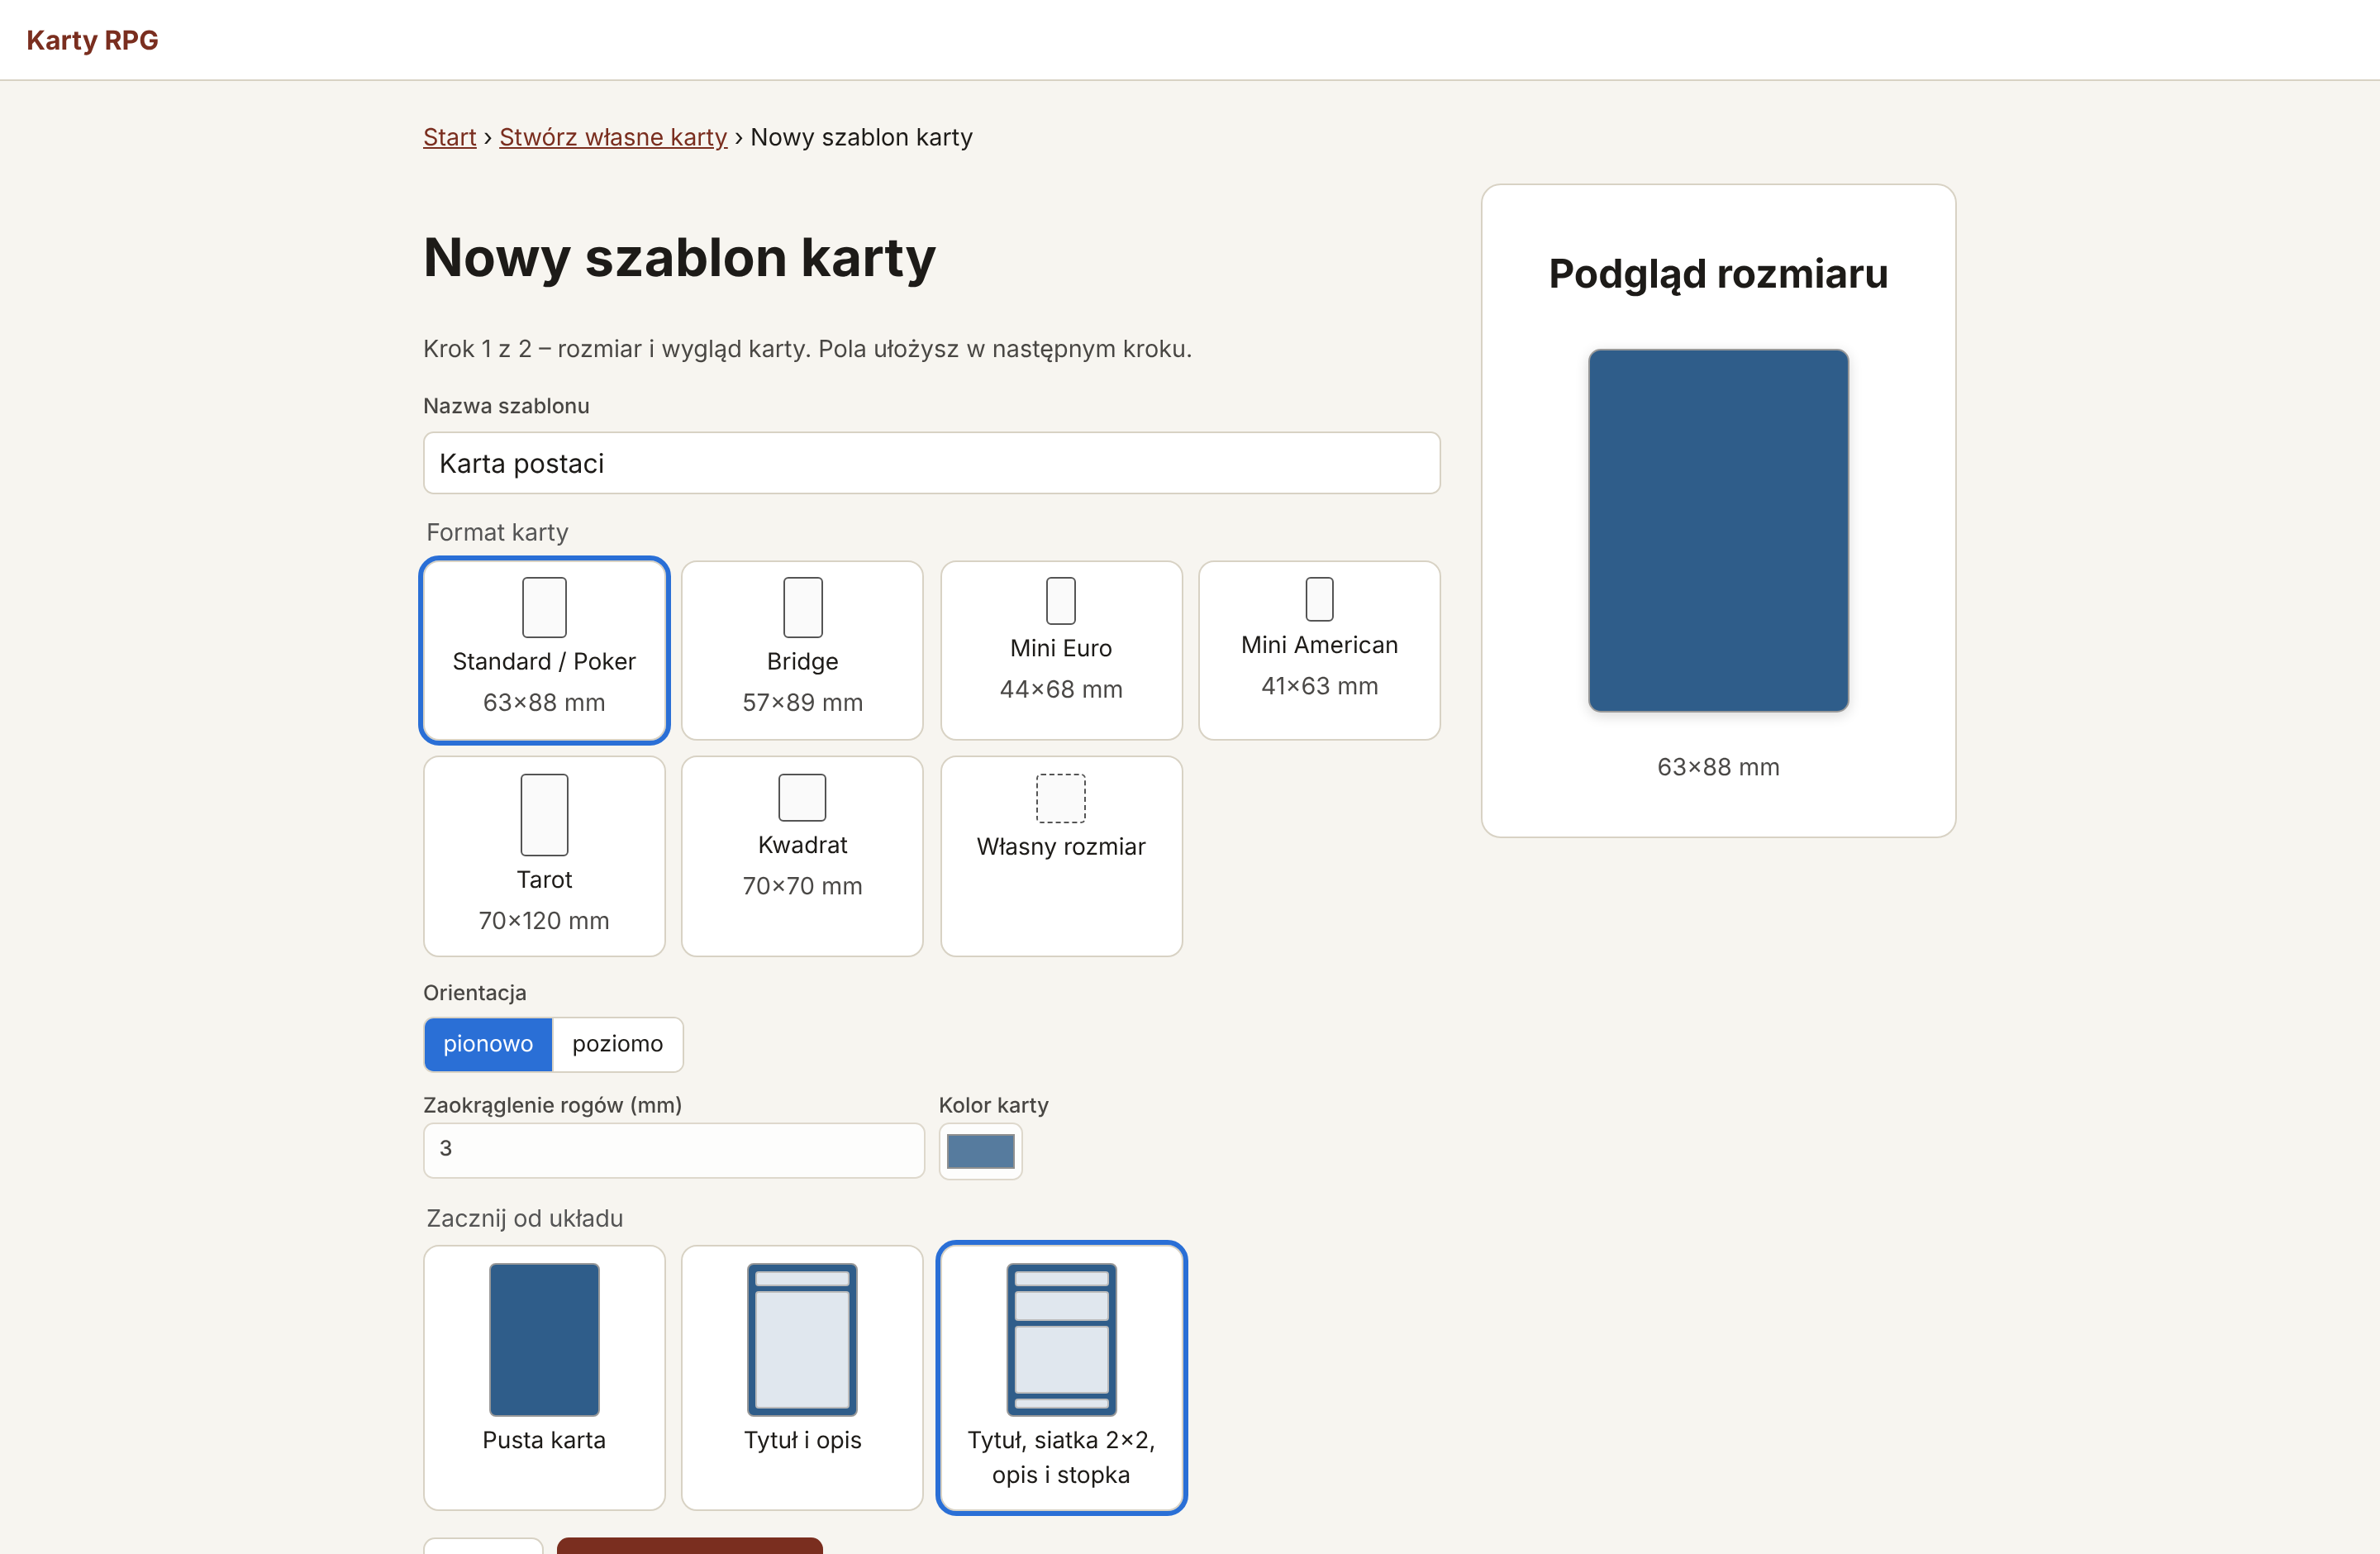 Karty RPG
Start › Stwórz własne karty › Nowy szablon karty
Nowy szablon karty
Krok 1 z 2 – rozmiar i wygląd karty. Pola ułożysz w następnym kroku.
Nazwa szablonu
Karta postaci
Format karty
Standard / Poker
63×88 mm
Bridge
57×89 mm
Mini Euro
44×68 mm
Mini American
41×63 mm
Tarot
70×120 mm
Kwadrat
70×70 mm
Własny rozmiar
Orientacja
pionowo
poziomo
Zaokrąglenie rogów (mm)
3
Kolor karty
Zacznij od układu
Pusta karta
Tytuł i opis
Tytuł, siatka 2×2,
opis i stopka
Podgląd rozmiaru
63×88 mm